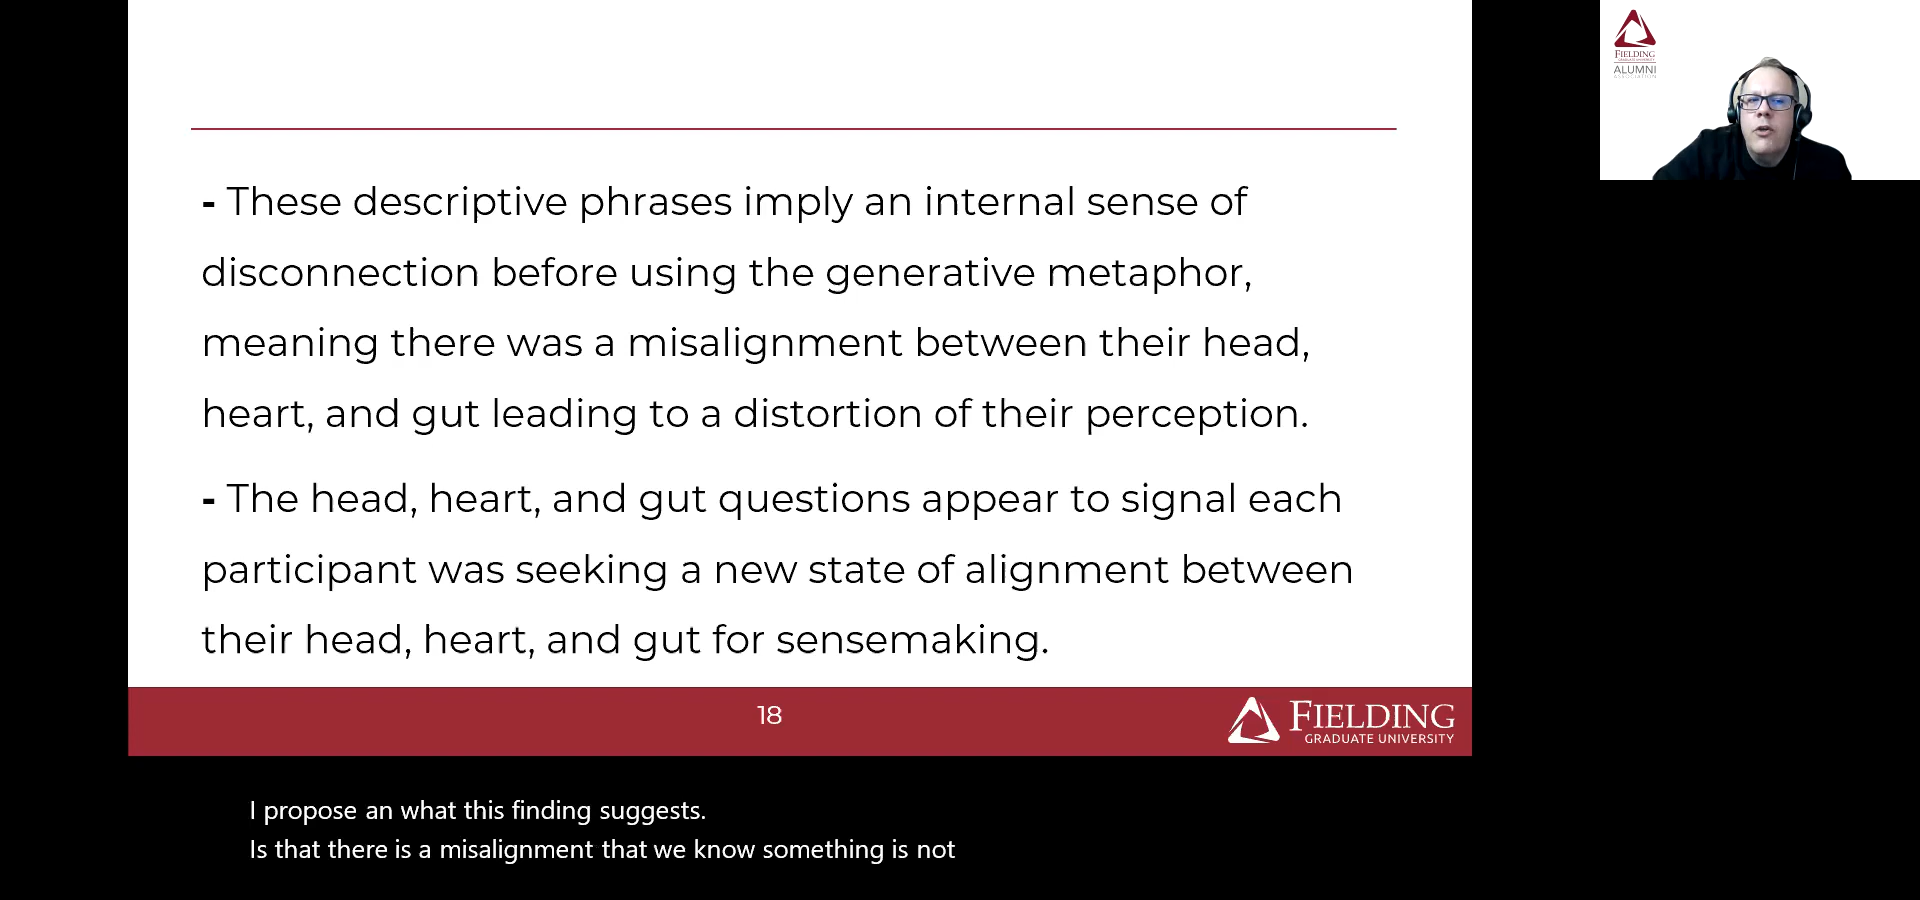 - These descriptive phrases imply an internal sense of
disconnection before using the generative metaphor,
meaning there was a misalignment between their head,
heart, and gut leading to a distortion of their perception.
- The head, heart, and gut questions appear to signal each
participant was seeking a new state of alignment between
their head, heart, and gut for sensemaking.
18
FIELDING
GRADUATE UNIVERSITY
FIELDING
GRADUATE UNIVERSITY
ALUMNI
ASSOCIATION
I propose an what this finding suggests.
Is that there is a misalignment that we know something is not